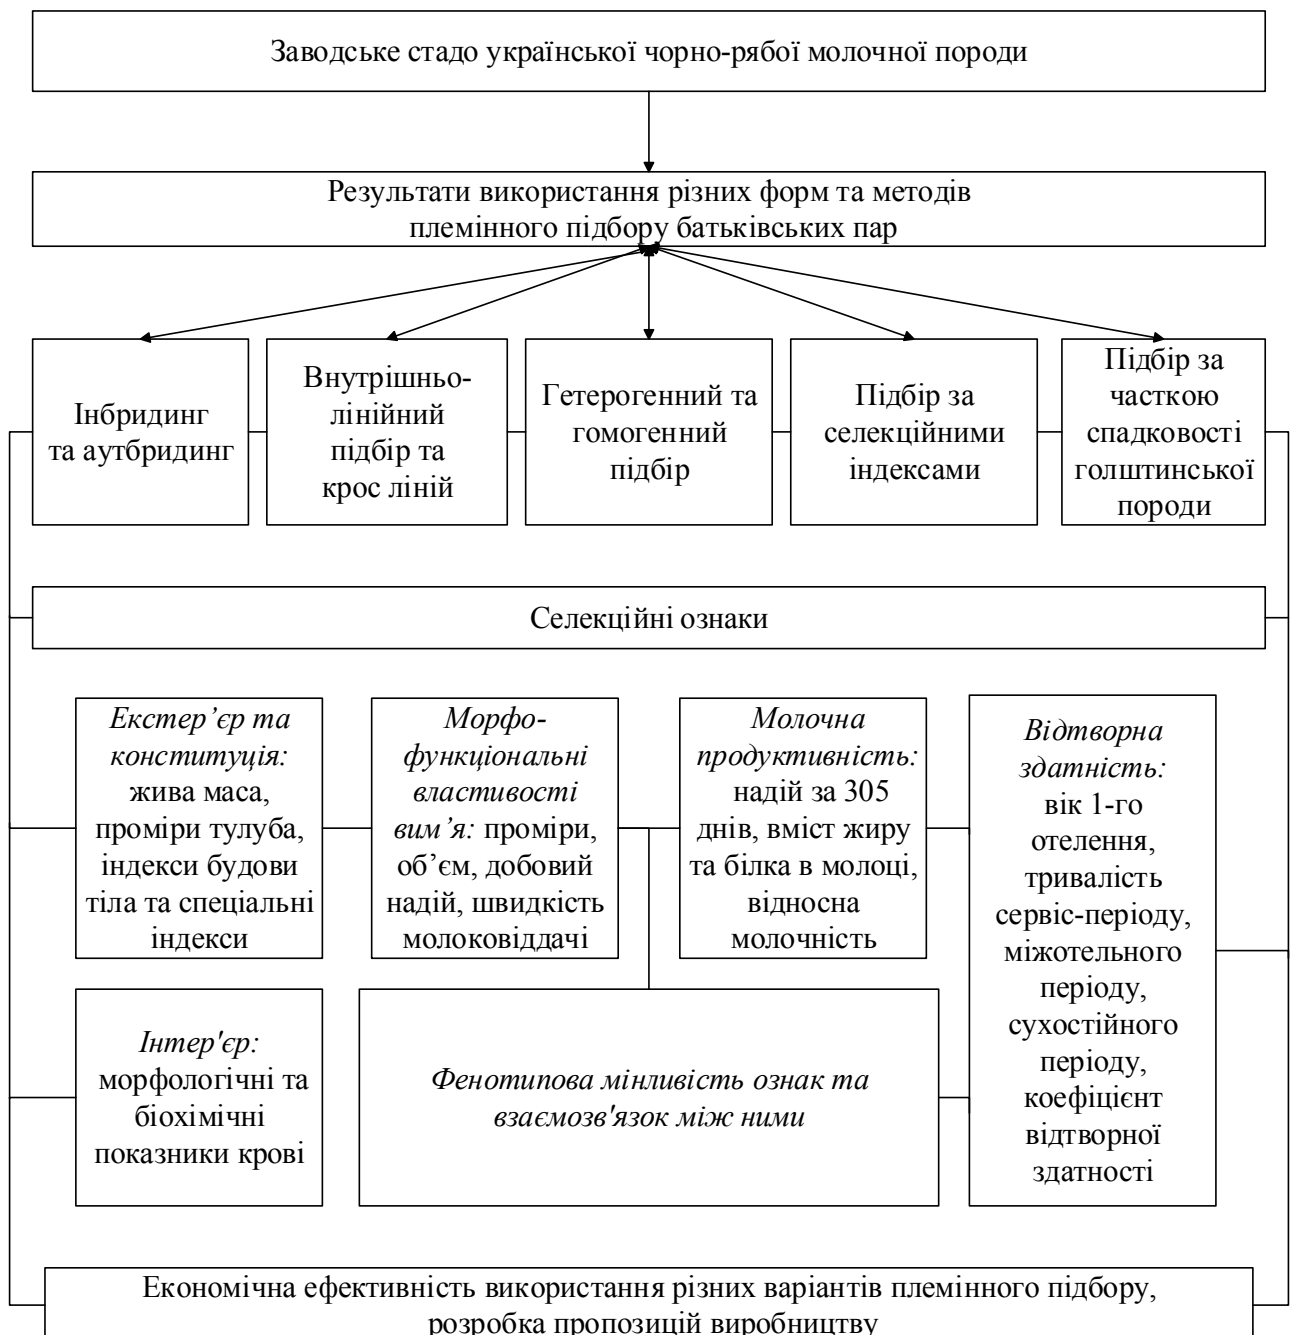 Заводське стадо української чорно-рябої молочної породи
Результати використання різних форм та методів
племінного підбору батьківських пар
Інбридинг
та аутбридинг
Внутрішньо-
лінійний
підбір та
крос ліній
Гетерогенний та
гомогенний
підбір
Підбір за
селекційними
індексами
Підбір за
часткою
спадковості
голштинської
породи
Селекційні ознаки
Екстер’єр та
конституція:
жива маса,
проміри тулуба,
індекси будови
тіла та спеціальні
індекси
Морфо-
функціональні
властивості
вим’я: проміри,
об’єм, добовий
надій, швидкість
молоковіддачі
Молочна
продуктивність:
надій за 305
днів, вміст жиру
та білка в молоці,
відносна
молочність
Відтворна
здатність:
вік 1-го
отелення,
тривалість
сервіс-періоду,
міжотельного
періоду,
сухостійного
періоду,
коефіцієнт
відтворної
здатності
Інтер'єр:
морфологічні та
біохімічні
показники крові
Фенотипова мінливість ознак та
взаємозв'язок між ними
Економічна ефективність використання різних варіантів племінного підбору,
розробка пропозицій виробництву